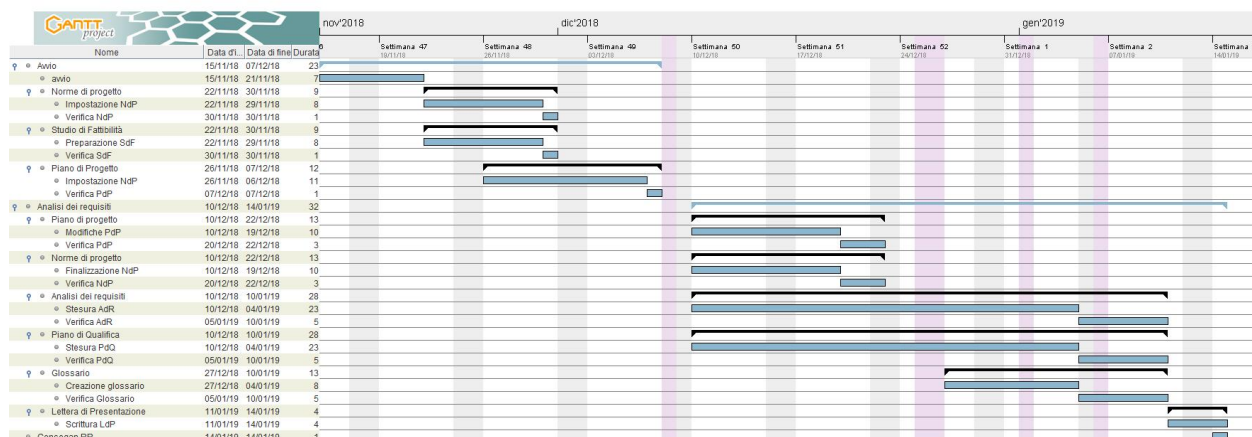 GANTT
project
nov'2018 dic'2018 gen'2019
Nome Data d'i... Data di fine Durata
6 Settimana 47 Settimana 48 Settimana 49 Settimana 50 Settimana 51 Settimana 52 Settimana 1 Settimana 2 Settimana
19/11/18 26/11/18 03/12/18 10/12/18 17/12/18 24/12/18 31/12/18 07/01/19 14/01/19
Avvio 15/11/18 07/12/18 23
avvio 15/11/18 21/11/18 7
Norme di progetto 22/11/18 30/11/18 9
Impostazione NdP 22/11/18 29/11/18 8
Verifica NdP 30/11/18 30/11/18 1
Studio di Fattibilità 22/11/18 30/11/18 9
Preparazione SdF 22/11/18 29/11/18 8
Verifica SdF 30/11/18 30/11/18 1
Piano di Progetto 26/11/18 07/12/18 12
Impostazione NdP 26/11/18 06/12/18 11
Verifica PdP 07/12/18 07/12/18 1
Analisi dei requisiti 10/12/18 14/01/19 32
Piano di progetto 10/12/18 22/12/18 13
Modifiche PdP 10/12/18 19/12/18 10
Verifica PdP 20/12/18 22/12/18 3
Norme di progetto 10/12/18 22/12/18 13
Finalizzazione NdP 10/12/18 19/12/18 10
Verifica NdP 20/12/18 22/12/18 3
Analisi dei requisiti 10/12/18 10/01/19 28
Stesura AdR 10/12/18 04/01/19 23
Verifica AdR 05/01/19 10/01/19 5
Piano di Qualifica 10/12/18 10/01/19 28
Stesura PdQ 10/12/18 04/01/19 23
Verifica PdQ 05/01/19 10/01/19 5
Glossario 27/12/18 10/01/19 13
Creazione glossario 27/12/18 04/01/19 8
Verifica Glossario 05/01/19 10/01/19 5
Lettera di Presentazione 11/01/19 14/01/19 4
Scrittura LdP 11/01/19 14/01/19 4
14/01/19 14/01/19 1